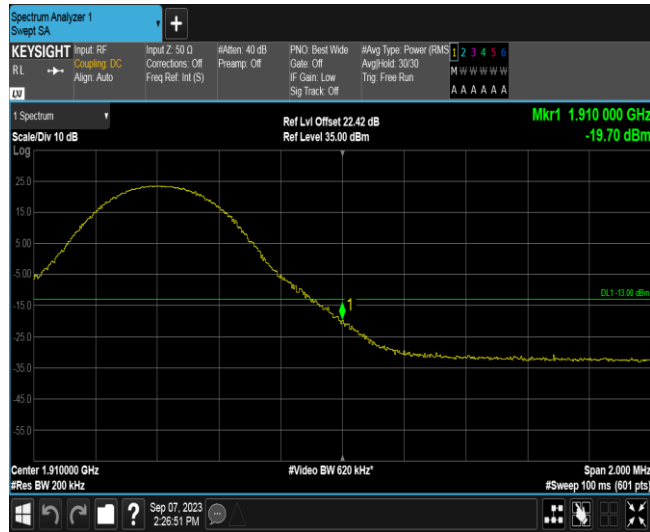 Spectrum Analyzer 1
Swept SA
KEYSIGHT
RL
LXI
Input: RF
Coupling: DC
Align: Auto
Input Z: 50 Ω
Corrections: Off
Freq Ref: Int (S)
#Atten: 40 dB
Preamp: Off
PNO: Best Wide
Gate: Off
IF Gain: Low
Sig Track: Off
#Avg Type: Power (RMS
Avg|Hold: 30/30
Trig: Free Run
1 2 3 4 5 6
M W W W W W
A A A A A A
1 Spectrum
Scale/Div 10 dB
Ref Lvl Offset 22.42 dB
Ref Level 35.00 dBm
Mkr1 1.910 000 GHz
-19.70 dBm
Log
25.0
15.0
5.00
-5.00
-15.0
-25.0
-35.0
-45.0
-55.0
DL1 -13.00 dBm
1
Center 1.910000 GHz
#Res BW 200 kHz
#Video BW 620 kHz*
Span 2.000 MHz
#Sweep 100 ms (601 pts)
?
Sep 07, 2023
2:26:51 PM